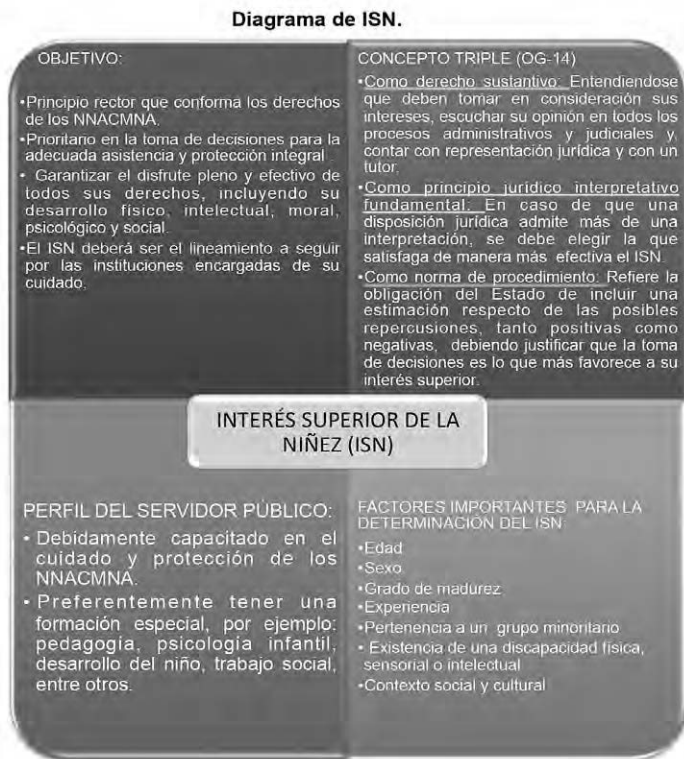 Diagrama de ISN.
OBJETIVO:
•Principio rector que conforma los derechos
de los NNACMNA.
•Prioritario en la toma de decisiones para la
adecuada asistencia y protección integral
• Garantizar el disfrute pleno y efectivo de
todos sus derechos, incluyendo su
desarrollo físico, intelectual, moral,
psicológico y social.
•El ISN deberá ser el lineamiento a seguir
por las instituciones encargadas de su
cuidado.
CONCEPTO TRIPLE (OG-14)
•Como derecho sustantivo: Entendiendose
que deben tomar en consideración sus
intereses, escuchar su opinión en todos los
procesos administrativos y judiciales y,
contar con representación jurídica y con un
tutor.
•Como principio jurídico interpretativo
fundamental: En caso de que una
disposición jurídica admite más de una
interpretación, se debe elegir la que
satisfaga de manera más efectiva el ISN.
•Como norma de procedimiento: Refiere la
obligación del Estado de incluir una
estimación respecto de las posibles
repercusiones, tanto positivas como
negativas, debiendo justificar que la toma
de decisiones es lo que más favorece a su
interés superior.
INTERÉS SUPERIOR DE LA
NIÑEZ (ISN)
PERFIL DEL SERVIDOR PÚBLICO:
• Debidamente capacitado en el
cuidado y protección de los
NNACMNA.
• Preferentemente tener una
formación especial, por ejemplo:
pedagogía, psicología infantil,
desarrollo del niño, trabajo social,
entre otros.
FACTORES IMPORTANTES PARA LA
DETERMINACIÓN DEL ISN
•Edad
•Sexo
•Grado de madurez
•Experiencia
•Pertenencia a un grupo minoritario
• Existencia de una discapacidad física,
sensorial o intelectual
•Contexto social y cultural